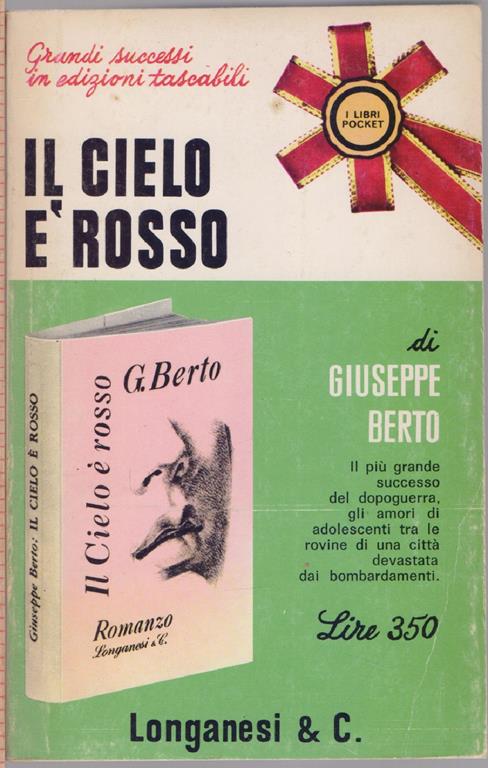 Grandi successi
in edizioni tascabili
I LIBRI
POCKET
IL CIELO
E' ROSSO
di
GIUSEPPE
BERTO
Il più grande
successo
del dopoguerra,
gli amori di
adolescenti tra le
rovine di una città
devastata
dai bombardamenti.
Lire 350
Giuseppe Berto: IL CIELO È ROSSO
Il Cielo è rosso
G. Berto
Romanzo
Longanesi & C.
Longanesi & C.